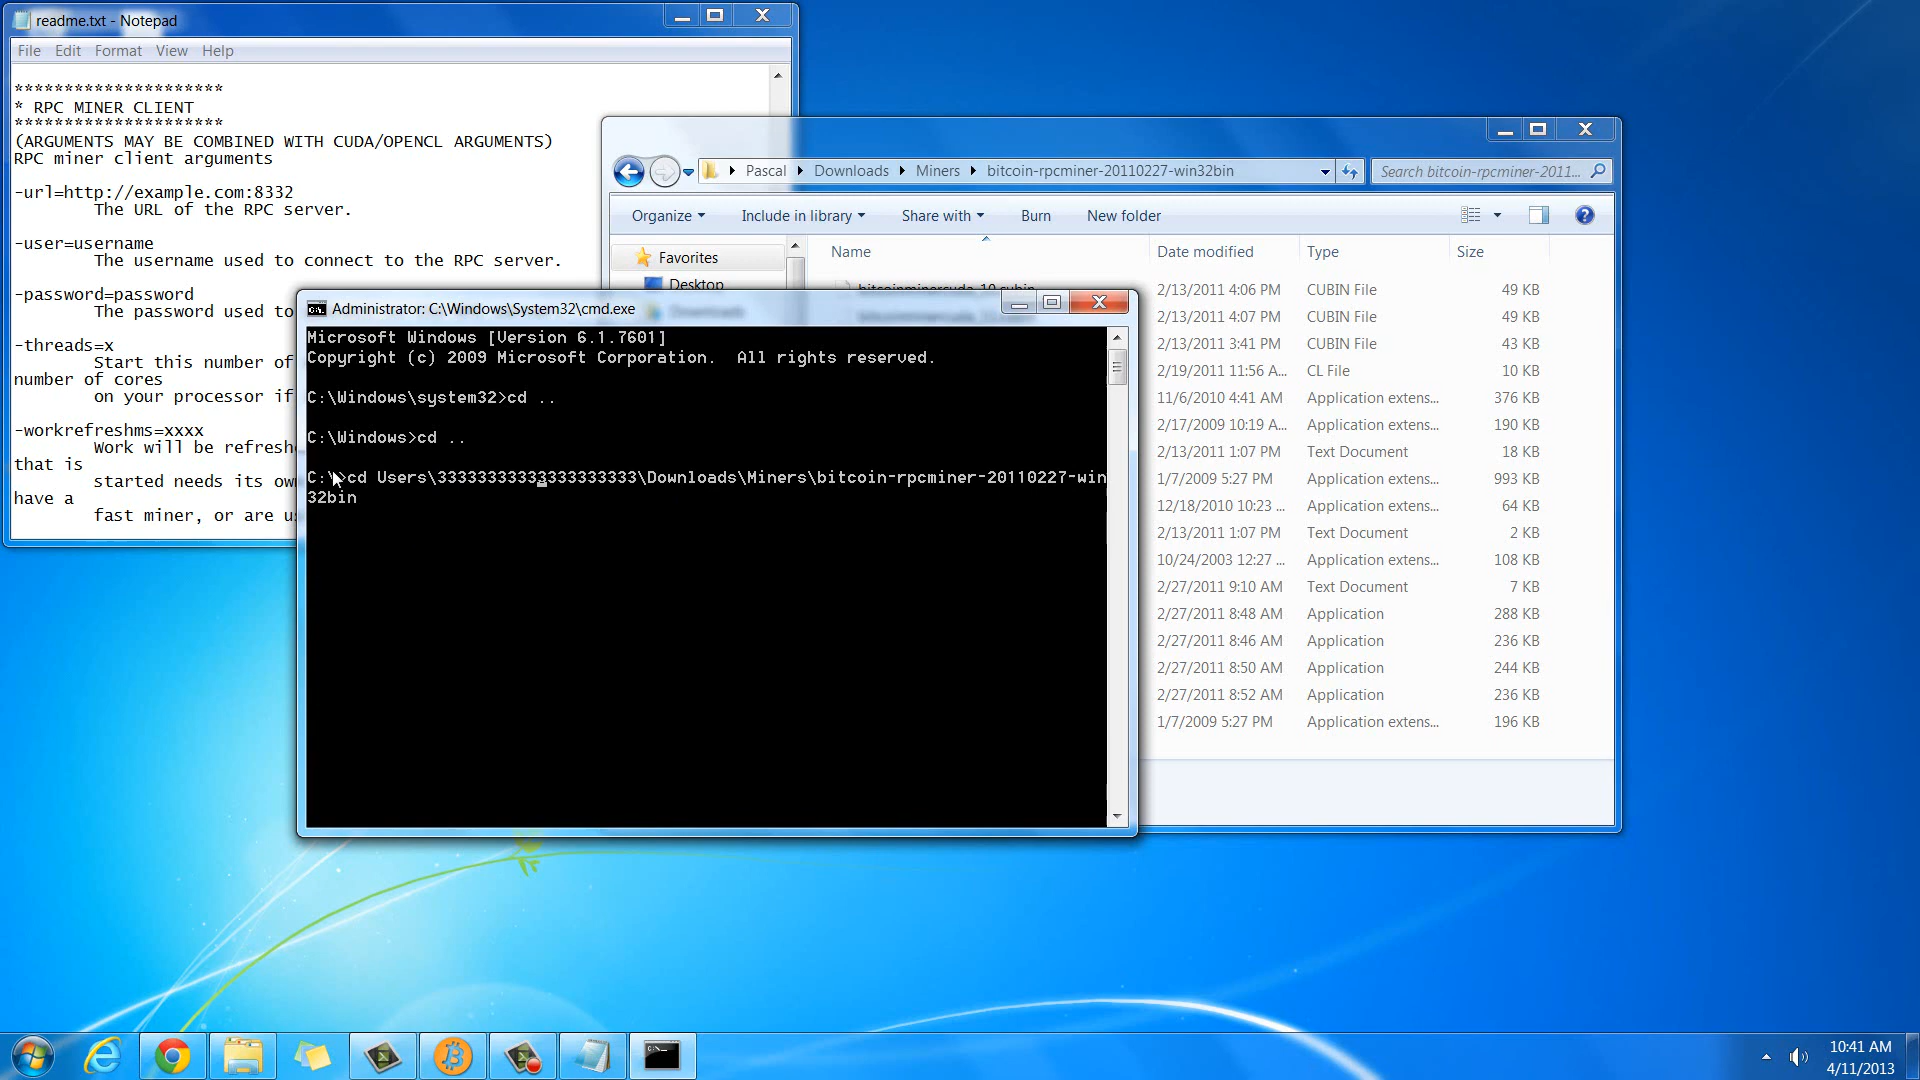 readme.txt - Notepad
File Edit Format View Help
*********************
* RPC MINER CLIENT
*********************
(ARGUMENTS MAY BE COMBINED WITH CUDA/OPENCL ARGUMENTS)
RPC miner client arguments
-url=http://example.com:8332
The URL of the RPC server.
-user=username
The username used to connect to the RPC server.
-password=password
The password used to
-threads=x
Start this number of
number of cores
on your processor if
-workrefreshms=xxxx
Work will be refreshe
that is
started needs its own
have a
fast miner, or are us
Pascal Downloads Miners bitcoin-rpcminer-20110227-win32bin
Search bitcoin-rpcminer-2011...
Organize Include in library Share with Burn New folder
Name Date modified Type Size
Favorites
Desktop
Downloads
bitcoinminercuda_10.cubin
2/13/2011 4:06 PM CUBIN File 49 KB
2/13/2011 4:07 PM CUBIN File 49 KB
2/13/2011 3:41 PM CUBIN File 43 KB
2/19/2011 11:56 A... CL File 10 KB
11/6/2010 4:41 AM Application extens... 376 KB
2/17/2009 10:19 A... Application extens... 190 KB
2/13/2011 1:07 PM Text Document 18 KB
1/7/2009 5:27 PM Application extens... 993 KB
12/18/2010 10:23 ... Application extens... 64 KB
2/13/2011 1:07 PM Text Document 2 KB
10/24/2003 12:27 ... Application extens... 108 KB
2/27/2011 9:10 AM Text Document 7 KB
2/27/2011 8:48 AM Application 288 KB
2/27/2011 8:46 AM Application 236 KB
2/27/2011 8:50 AM Application 244 KB
2/27/2011 8:52 AM Application 236 KB
1/7/2009 5:27 PM Application extens... 196 KB
Administrator: C:\Windows\System32\cmd.exe
Microsoft Windows [Version 6.1.7601]
Copyright (c) 2009 Microsoft Corporation. All rights reserved.
C:\Windows\system32>cd ..
C:\Windows>cd ..
C:\>cd Users\33333333333333333333\Downloads\Miners\bitcoin-rpcminer-20110227-win
32bin
10:41 AM
4/11/2013